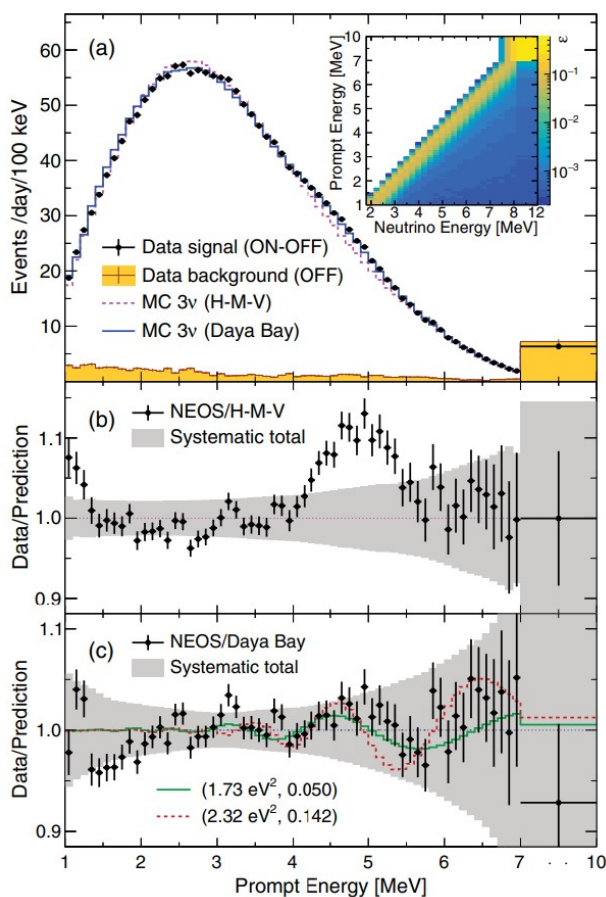 (a)
Events /day/100 keV
60
50
40
30
20
10
Data signal (ON-OFF)
Data background (OFF)
MC 3ν (H-M-V)
MC 3ν (Daya Bay)
Prompt Energy [MeV]
10
9
8
7
6
5
4
3
2
1
2 3 4 5 6 7 8 12
Neutrino Energy [MeV]
ε
10⁻¹
10⁻²
10⁻³
(b)
NEOS/H-M-V
Systematic total
Data/Prediction
1.1
1.0
0.9
(c)
NEOS/Daya Bay
Systematic total
Data/Prediction
1.1
1.0
0.9
(1.73 eV², 0.050)
(2.32 eV², 0.142)
1 2 3 4 5 6 7 10
Prompt Energy [MeV]